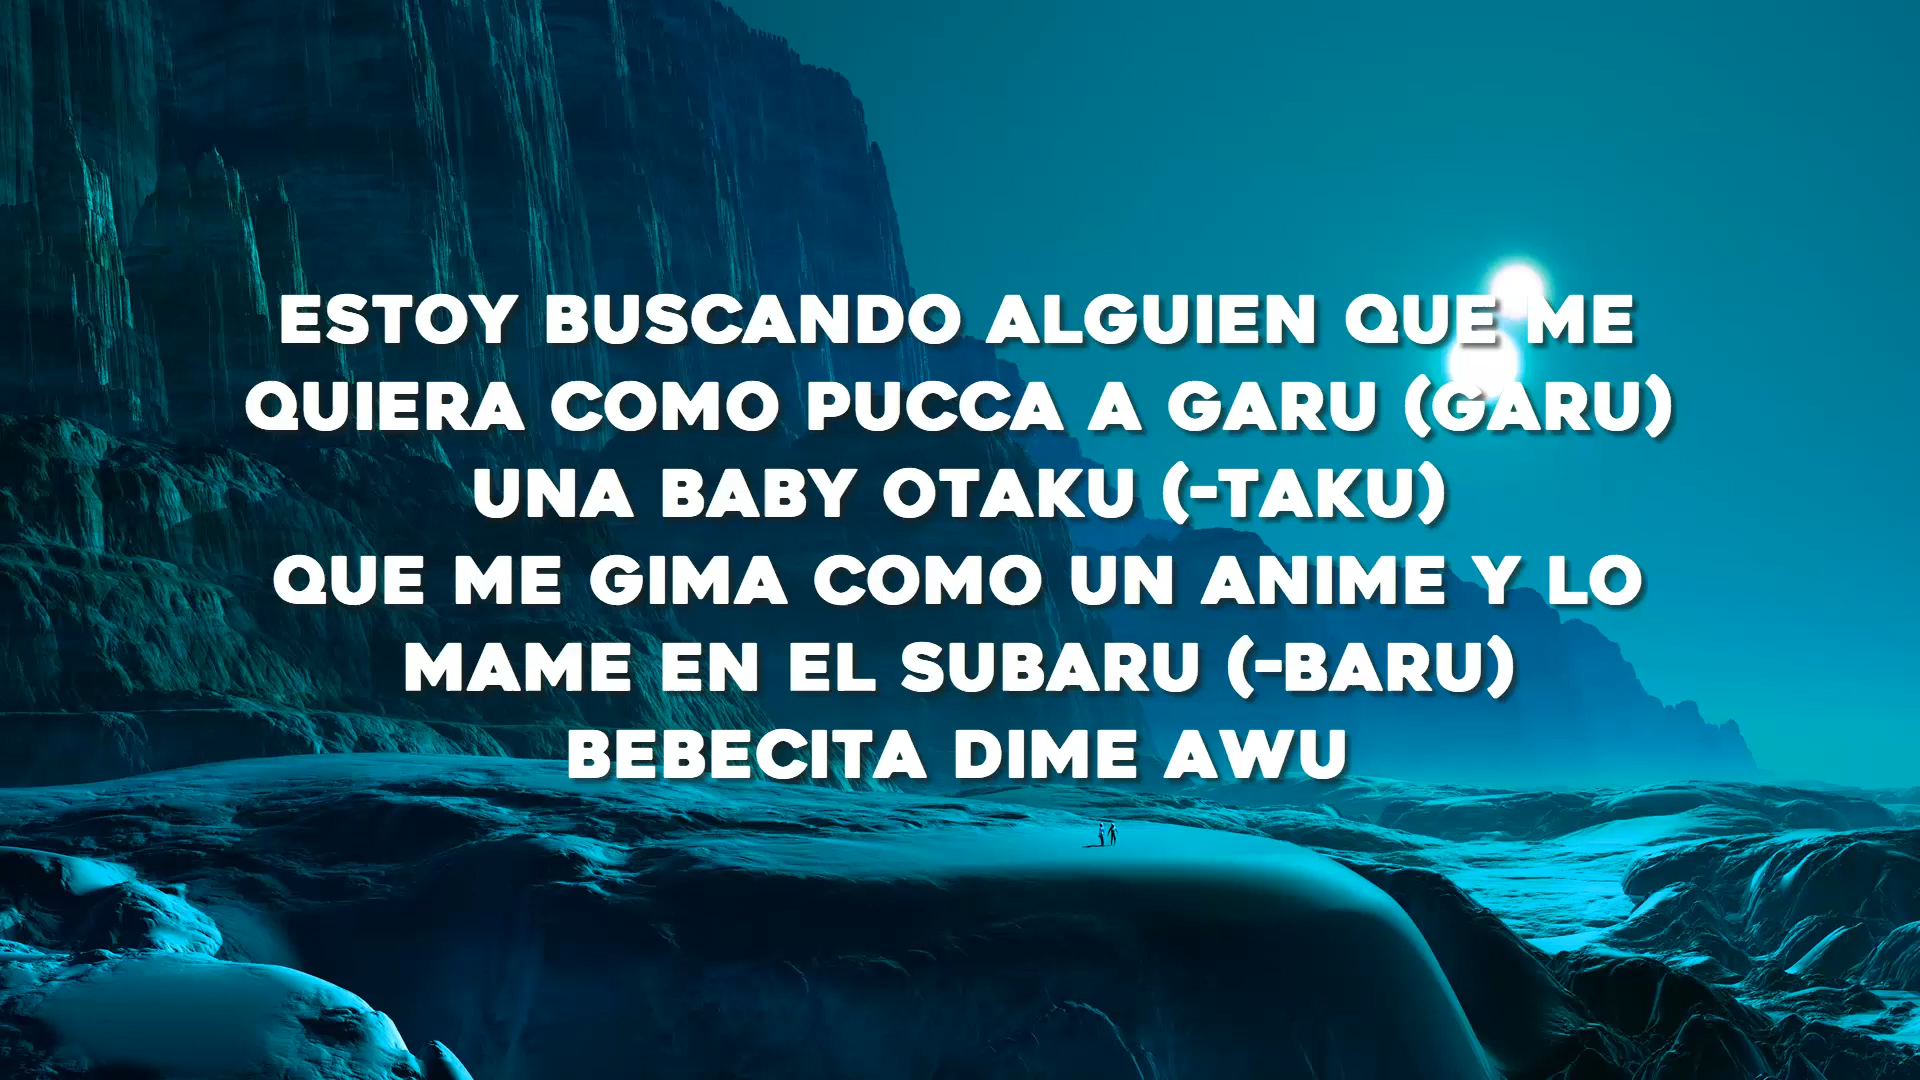 ESTOY BUSCANDO ALGUIEN QUE ME
QUIERA COMO PUCCA A GARU (GARU)
UNA BABY OTAKU (-TAKU)
QUE ME GIMA COMO UN ANIME Y LO
MAME EN EL SUBARU (-BARU)
BEBECITA DIME AWU